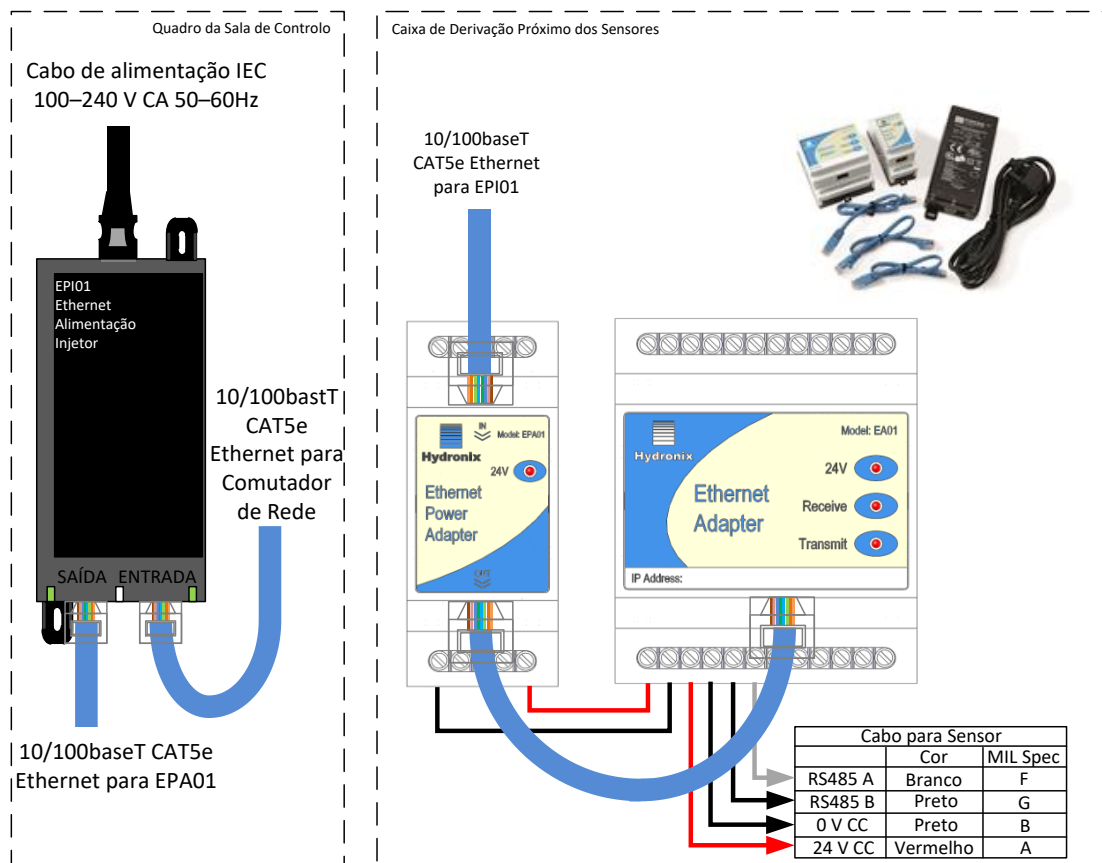 Quadro da Sala de Controlo
Cabo de alimentação IEC
100–240 V CA 50–60Hz
EPI01
Ethernet
Alimentação
Injetor
10/100bastT
CAT5e
Ethernet para
Comutador
de Rede
SAÍDA ENTRADA
10/100baseT CAT5e
Ethernet para EPA01
Caixa de Derivação Próximo dos Sensores
10/100baseT
CAT5e Ethernet
para EPI01
IN
Model: EPA01
Hydronix
24V
Ethernet
Power
Adapter
OUT
Model: EA01
Hydronix
24V
Ethernet
Adapter
Receive
Transmit
IP Address:
Cabo para Sensor
Cor MIL Spec
RS485 A Branco F
RS485 B Preto G
0 V CC Preto B
24 V CC Vermelho A